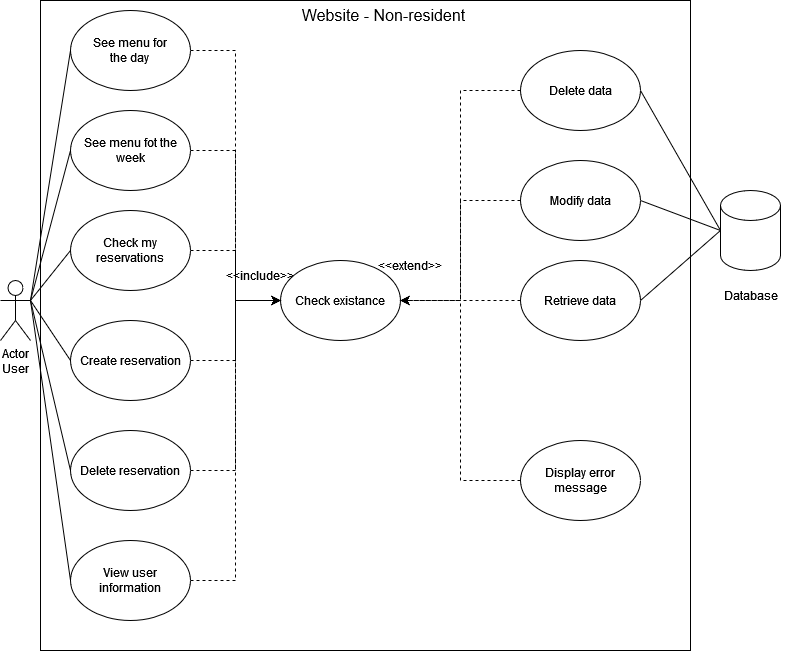 Website - Non-resident
See menu for
the day
See menu fot the
week
Check my
reservations
Create reservation
Delete reservation
View user
information
Actor
User
<<include>>
Check existance
<<extend>>
Delete data
Modify data
Retrieve data
Display error
message
Database